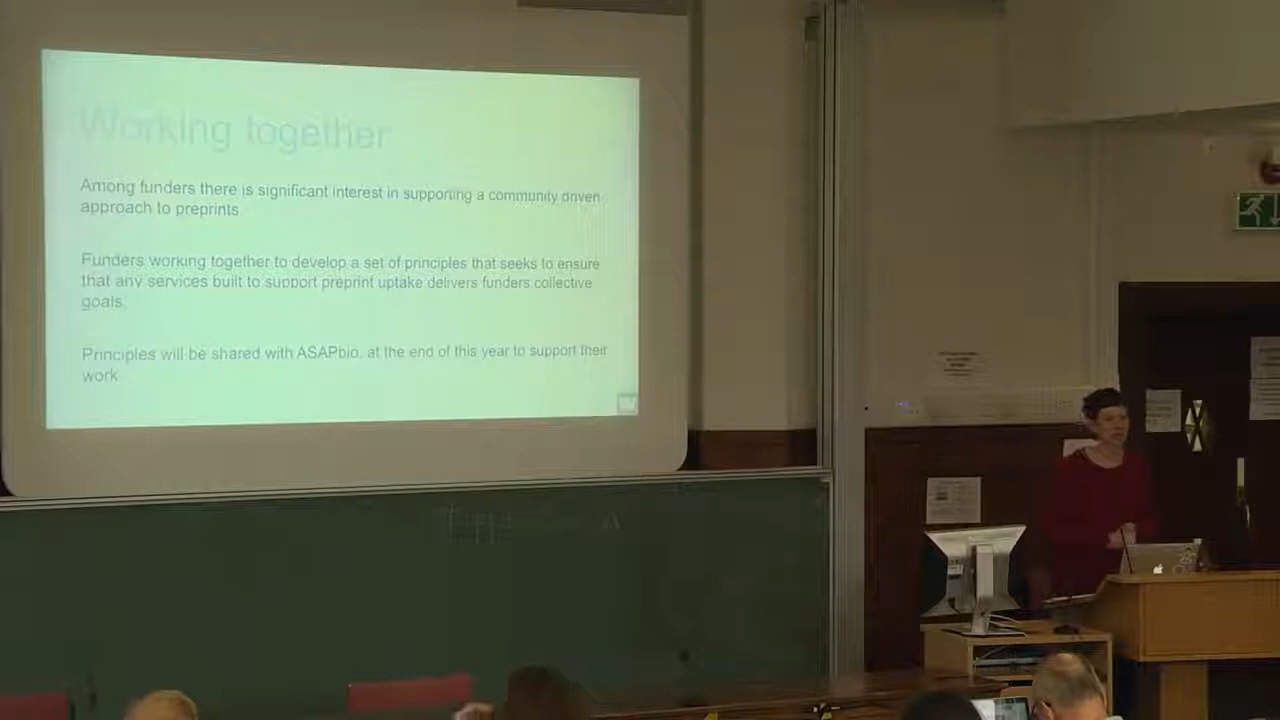 Working together
Among funders there is significant interest in supporting a community driven
approach to preprints
Funders working together to develop a set of principles that seeks to ensure
that any services built to support preprint uptake delivers funders collective
goals.
Principles will be shared with ASAPbio, at the end of this year to support their
work